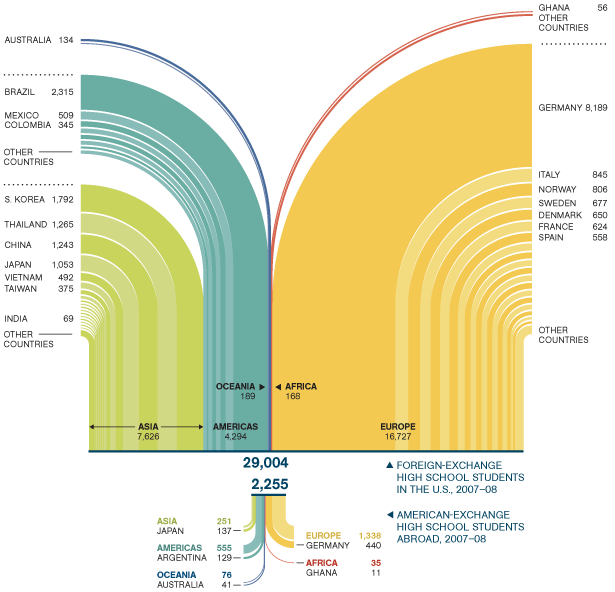 GHANA 56
OTHER
COUNTRIES
AUSTRALIA 134
BRAZIL 2,315
MEXICO 509
COLOMBIA 345
OTHER
COUNTRIES
S. KOREA 1,792
THAILAND 1,265
CHINA 1,243
JAPAN 1,053
VIETNAM 492
TAIWAN 375
INDIA 69
OTHER
COUNTRIES
GERMANY 8,189
ITALY 845
NORWAY 806
SWEDEN 677
DENMARK 650
FRANCE 624
SPAIN 558
OTHER
COUNTRIES
OCEANIA
189
AFRICA
168
ASIA
7,626
AMERICAS
4,294
EUROPE
16,727
29,004
FOREIGN-EXCHANGE
HIGH SCHOOL STUDENTS
IN THE U.S., 2007–08
2,255
AMERICAN-EXCHANGE
HIGH SCHOOL STUDENTS
ABROAD, 2007–08
ASIA 251
JAPAN 137
AMERICAS 555
ARGENTINA 129
OCEANIA 76
AUSTRALIA 41
EUROPE 1,338
GERMANY 440
AFRICA 35
GHANA 11